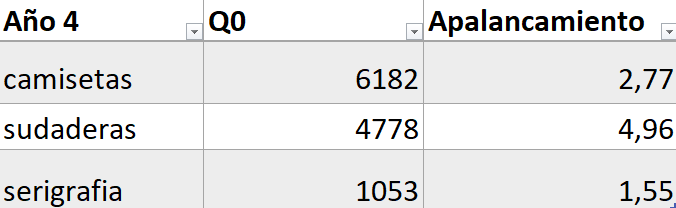 Año 4 Q0 Apalancamiento
camisetas 6182 2,77
sudaderas 4778 4,96
serigrafia 1053 1,55